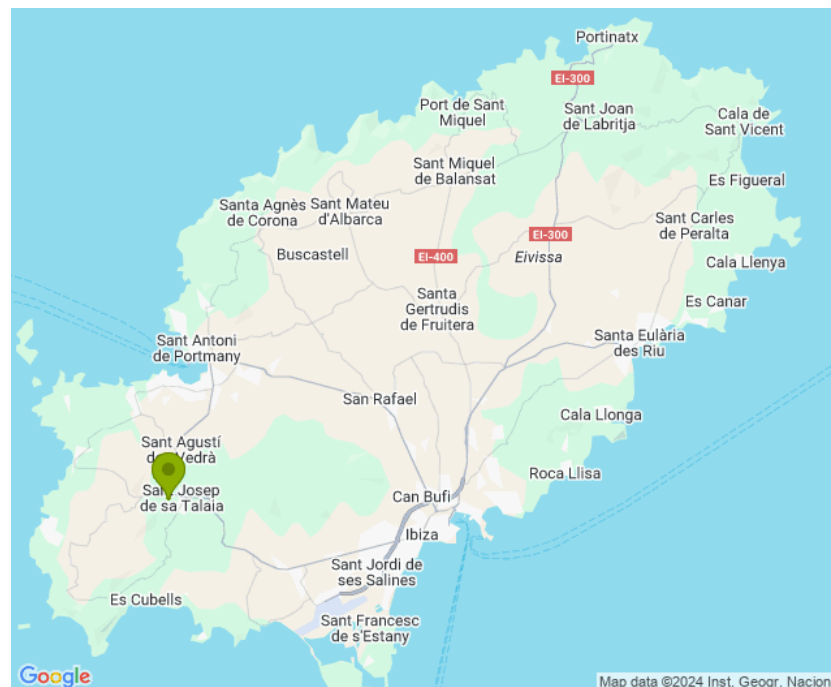 Portinatx
EI-300
Port de Sant
Miquel
Sant Joan
de Labritja
Cala de
Sant Vicent
Sant Miquel
de Balansat
Es Figueral
Santa Agnès
de Corona
Sant Mateu
d'Albarca
Sant Carles
de Peralta
EI-300
Buscastell
EI-400
Eivissa
Cala Llenya
Santa
Gertrudis
de Fruitera
Es Canar
Sant Antoni
de Portmany
Santa Eulària
des Riu
San Rafael
Cala Llonga
Sant Agustí
Vedrà
Roca Llisa
Sant Josep
de sa Talaia
Can Bufí
Ibiza
Sant Jordi de
ses Salines
Es Cubells
Sant Francesc
de s'Estany
Google
Map data ©2024 Inst. Geogr. Nacion